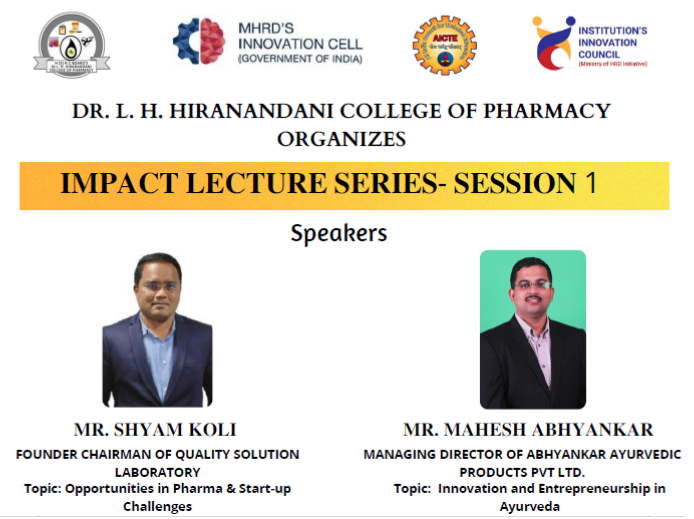 MHRD'S
INNOVATION CELL
(GOVERNMENT OF INDIA)
AICTE
INSTITUTION'S
INNOVATION
COUNCIL
(Ministry of HRD Initiative)
DR. L. H. HIRANANDANI COLLEGE OF PHARMACY
ORGANIZES
IMPACT LECTURE SERIES- SESSION 1
Speakers
MR. SHYAM KOLI
FOUNDER CHAIRMAN OF QUALITY SOLUTION
LABORATORY
Topic: Opportunities in Pharma & Start-up
Challenges
MR. MAHESH ABHYANKAR
MANAGING DIRECTOR OF ABHYANKAR AYURVEDIC
PRODUCTS PVT LTD.
Topic: Innovation and Entrepreneurship in
Ayurveda